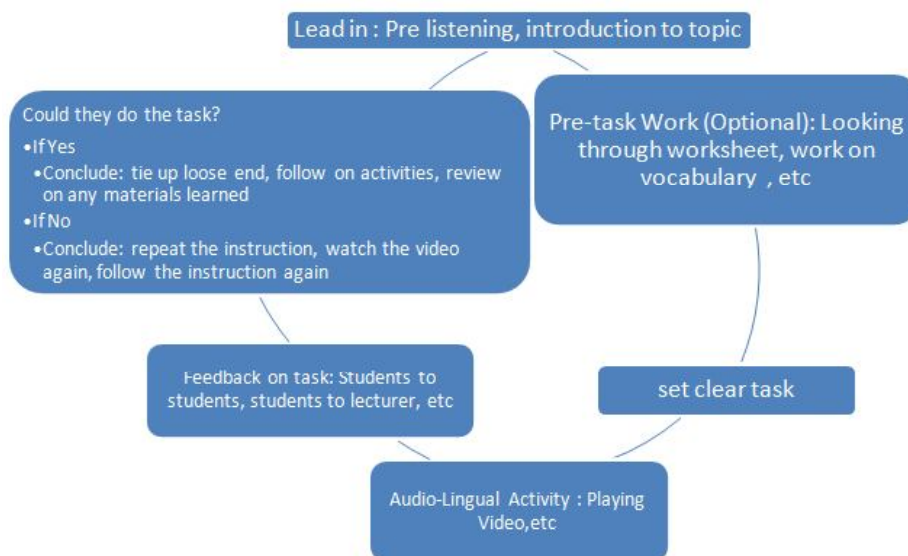 Lead in : Pre listening, introduction to topic
Pre-task Work (Optional): Looking
through worksheet, work on
vocabulary , etc
set clear task
Audio-Lingual Activity : Playing
Video,etc
Feedback on task: Students to
students, students to lecturer, etc
Could they do the task?
•If Yes
•Conclude: tie up loose end, follow on activities, review
on any materials learned
•If No
•Conclude: repeat the instruction, watch the video
again, follow the instruction again